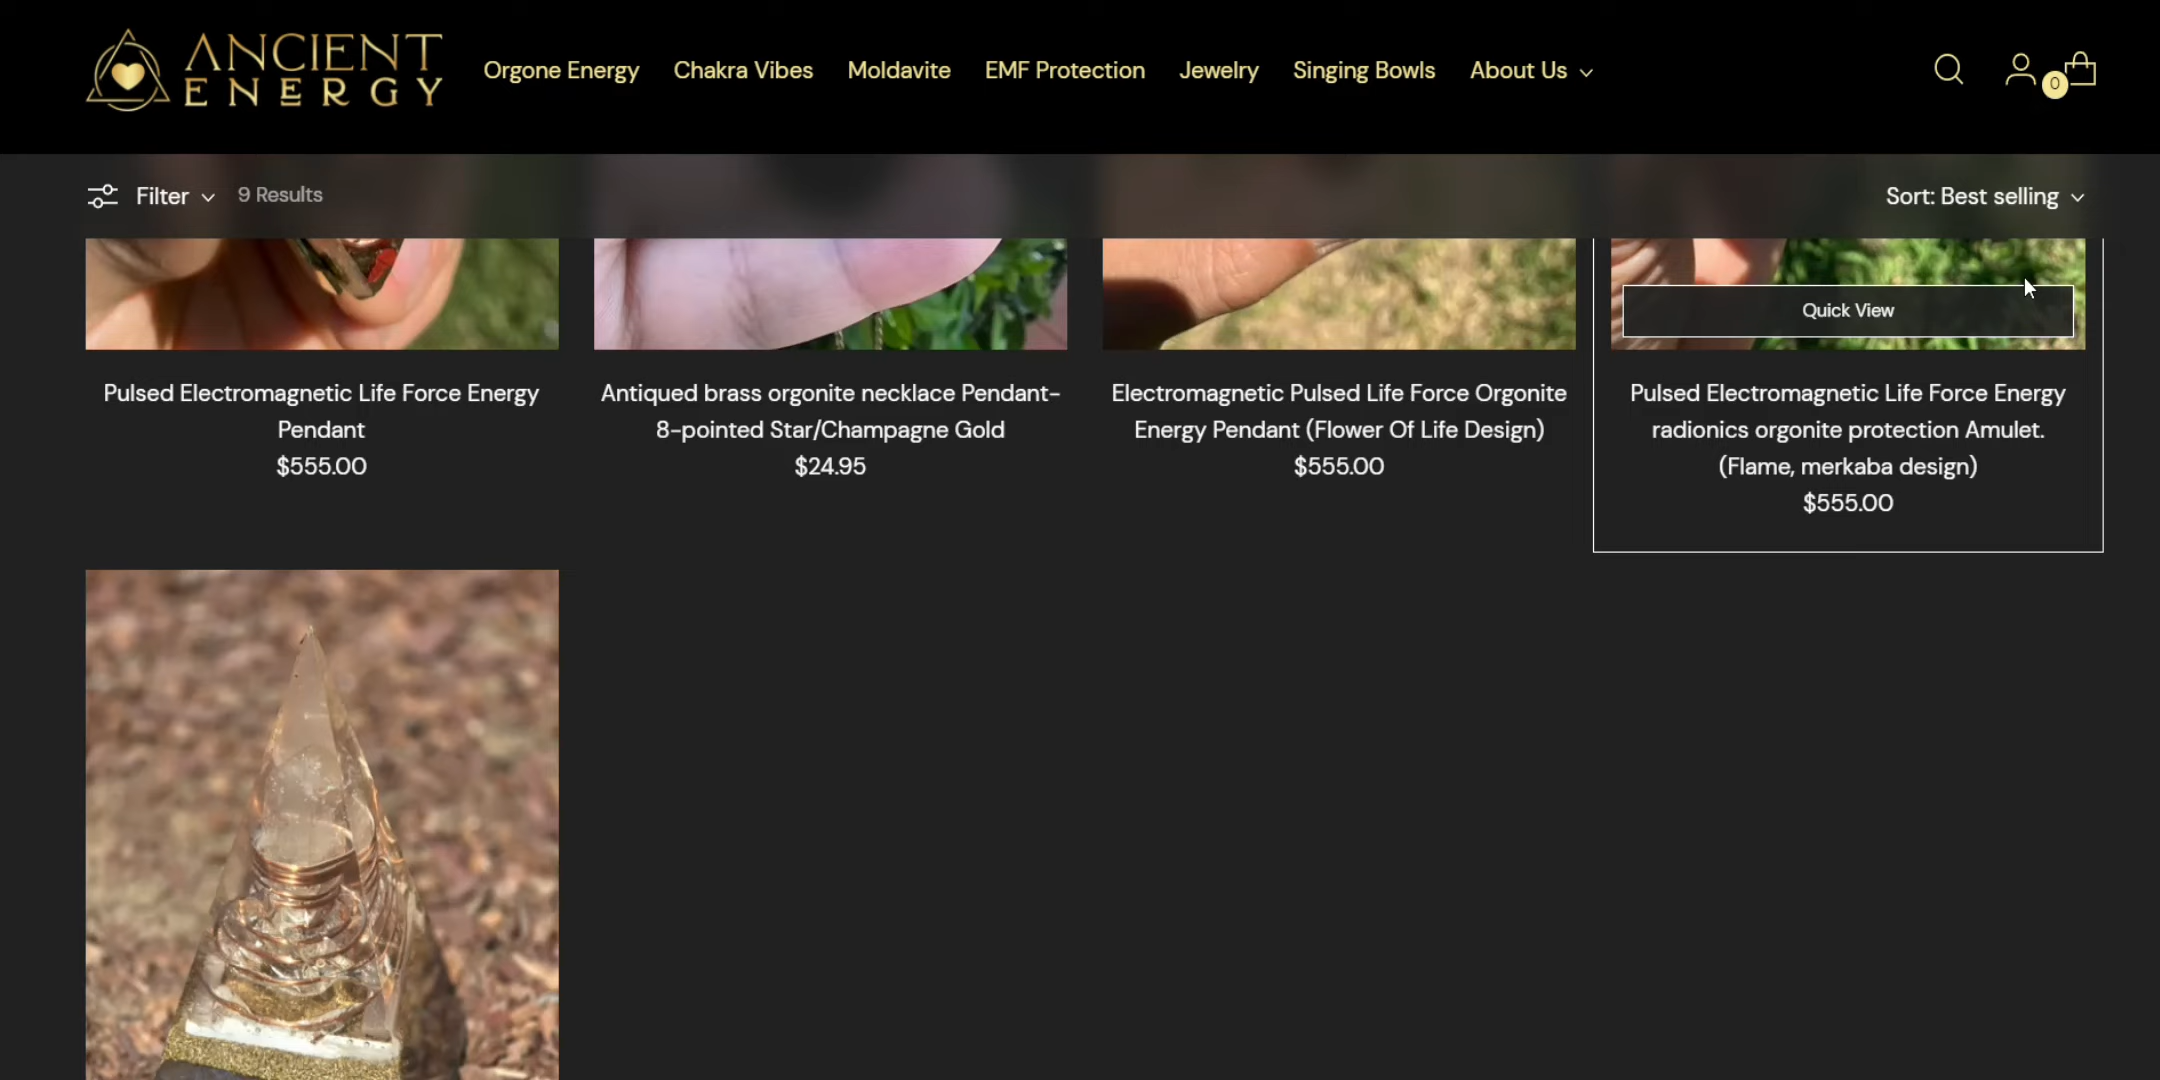 ANCIENT
ENERGY
Orgone Energy
Chakra Vibes
Moldavite
EMF Protection
Jewelry
Singing Bowls
About Us
0
Filter
9 Results
Sort: Best selling
Quick View
Pulsed Electromagnetic Life Force Energy
Pendant
$555.00
Antiqued brass orgonite necklace Pendant-
8-pointed Star/Champagne Gold
$24.95
Electromagnetic Pulsed Life Force Orgonite
Energy Pendant (Flower Of Life Design)
$555.00
Pulsed Electromagnetic Life Force Energy
radionics orgonite protection Amulet.
(Flame, merkaba design)
$555.00